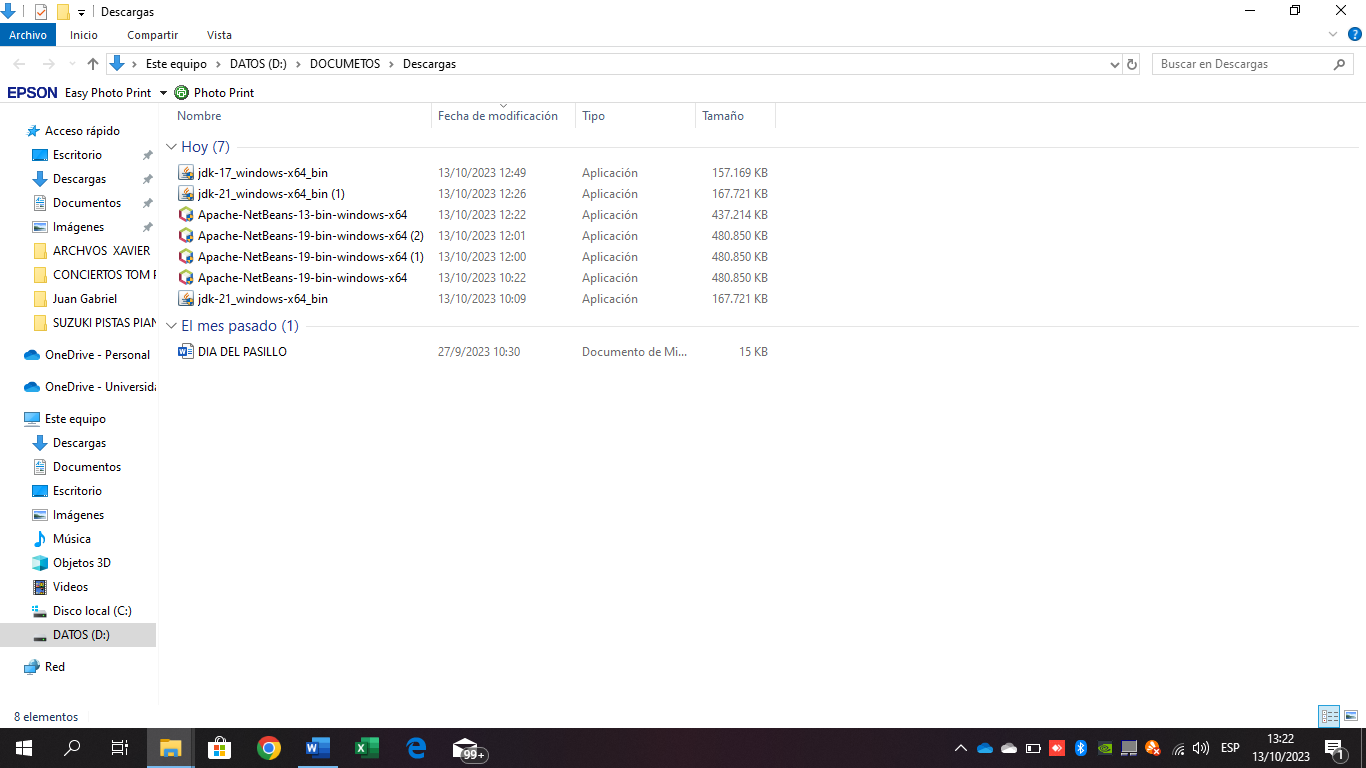 Descargas
Archivo Inicio Compartir Vista
Este equipo DATOS (D:) DOCUMETOS Descargas
Buscar en Descargas
EPSON Easy Photo Print Photo Print
Nombre Fecha de modificación Tipo Tamaño
Acceso rápido
Escritorio
Descargas
Documentos
Imágenes
ARCHVOS XAVIER
CONCIERTOS TOM P
Juan Gabriel
SUZUKI PISTAS PIAN
OneDrive - Personal
OneDrive - Universida
Este equipo
Descargas
Documentos
Escritorio
Imágenes
Música
Objetos 3D
Videos
Disco local (C:)
DATOS (D:)
Red
Hoy (7)
jdk-17_windows-x64_bin 13/10/2023 12:49 Aplicación 157.169 KB
jdk-21_windows-x64_bin (1) 13/10/2023 12:26 Aplicación 167.721 KB
Apache-NetBeans-13-bin-windows-x64 13/10/2023 12:22 Aplicación 437.214 KB
Apache-NetBeans-19-bin-windows-x64 (2) 13/10/2023 12:01 Aplicación 480.850 KB
Apache-NetBeans-19-bin-windows-x64 (1) 13/10/2023 12:00 Aplicación 480.850 KB
Apache-NetBeans-19-bin-windows-x64 13/10/2023 10:22 Aplicación 480.850 KB
jdk-21_windows-x64_bin 13/10/2023 10:09 Aplicación 167.721 KB
El mes pasado (1)
DIA DEL PASILLO 27/9/2023 10:30 Documento de Mi... 15 KB
8 elementos
99+
ESP
13:22
13/10/2023
1